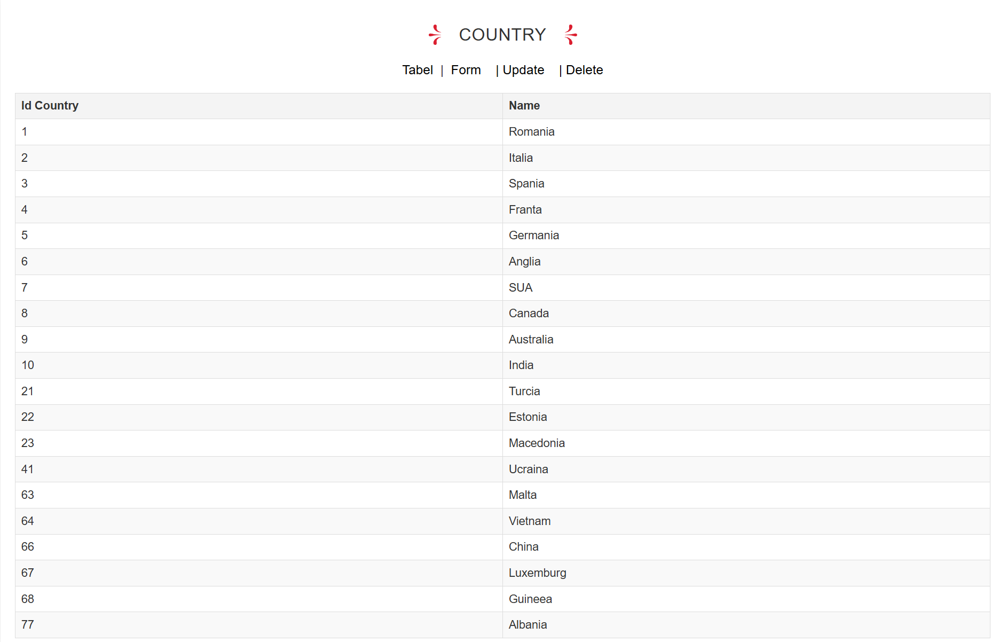 COUNTRY
Tabel | Form | Update | Delete
Id Country Name
1 Romania
2 Italia
3 Spania
4 Franta
5 Germania
6 Anglia
7 SUA
8 Canada
9 Australia
10 India
21 Turcia
22 Estonia
23 Macedonia
41 Ucraina
63 Malta
64 Vietnam
66 China
67 Luxemburg
68 Guineea
77 Albania